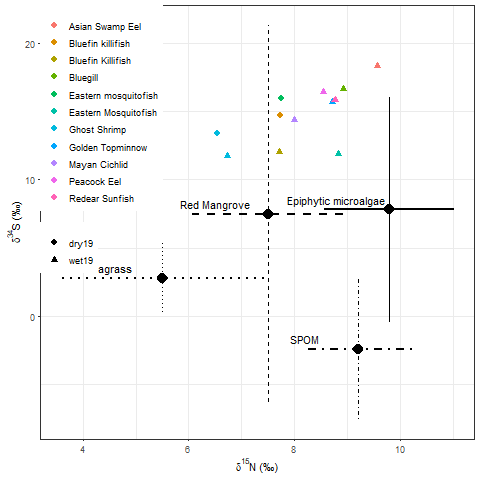 20
10
0
4
6
8
10
δ34S (‰)
δ15N (‰)
Asian Swamp Eel
Bluefin killifish
Bluefin Killifish
Bluegill
Eastern mosquitofish
Eastern Mosquitofish
Ghost Shrimp
Golden Topminnow
Mayan Cichlid
Peacock Eel
Redear Sunfish
dry19
wet19
Red Mangrove
Epiphytic microalgae
agrass
SPOM